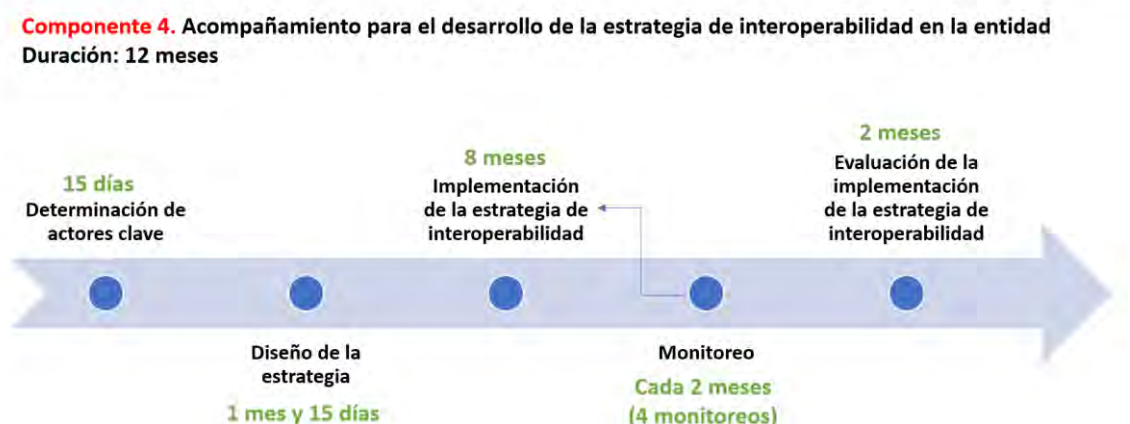 Componente 4. Acompañamiento para el desarrollo de la estrategia de interoperabilidad en la entidad
Duración: 12 meses
15 días
Determinación de
actores clave
Diseño de la
estrategia
1 mes y 15 días
8 meses
Implementación
de la estrategia de
interoperabilidad
Monitoreo
Cada 2 meses
(4 monitoreos)
2 meses
Evaluación de la
implementación
de la estrategia de
interoperabilidad